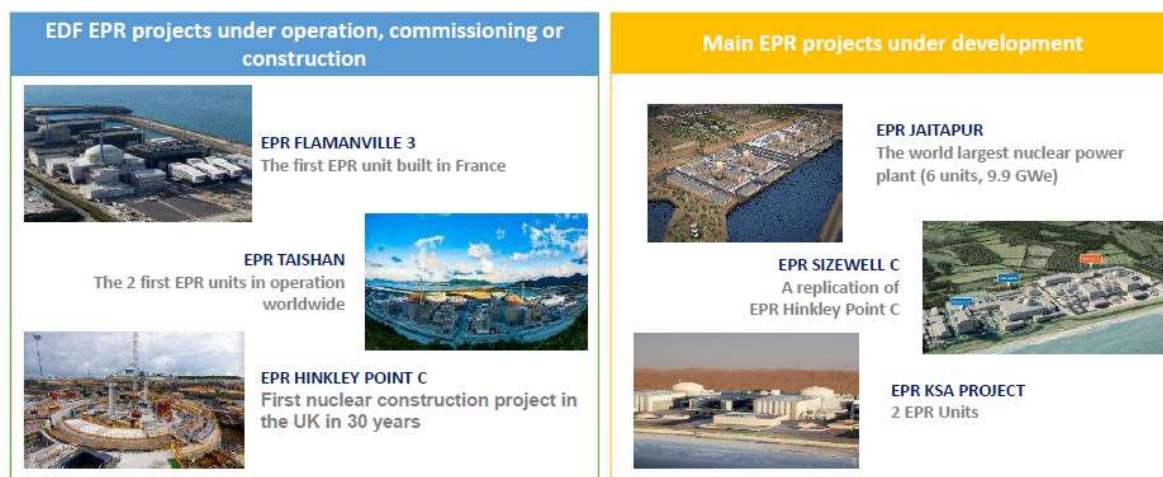 EDF EPR projects under operation, commissioning or
construction
EPR FLAMANVILLE 3
The first EPR unit built in France
EPR TAISHAN
The 2 first EPR units in operation
worldwide
EPR HINKLEY POINT C
First nuclear construction project in
the UK in 30 years
Main EPR projects under development
EPR JAITAPUR
The world largest nuclear power
plant (6 units, 9.9 GWe)
EPR SIZEWELL C
A replication of
EPR Hinkley Point C
EPR KSA PROJECT
2 EPR Units